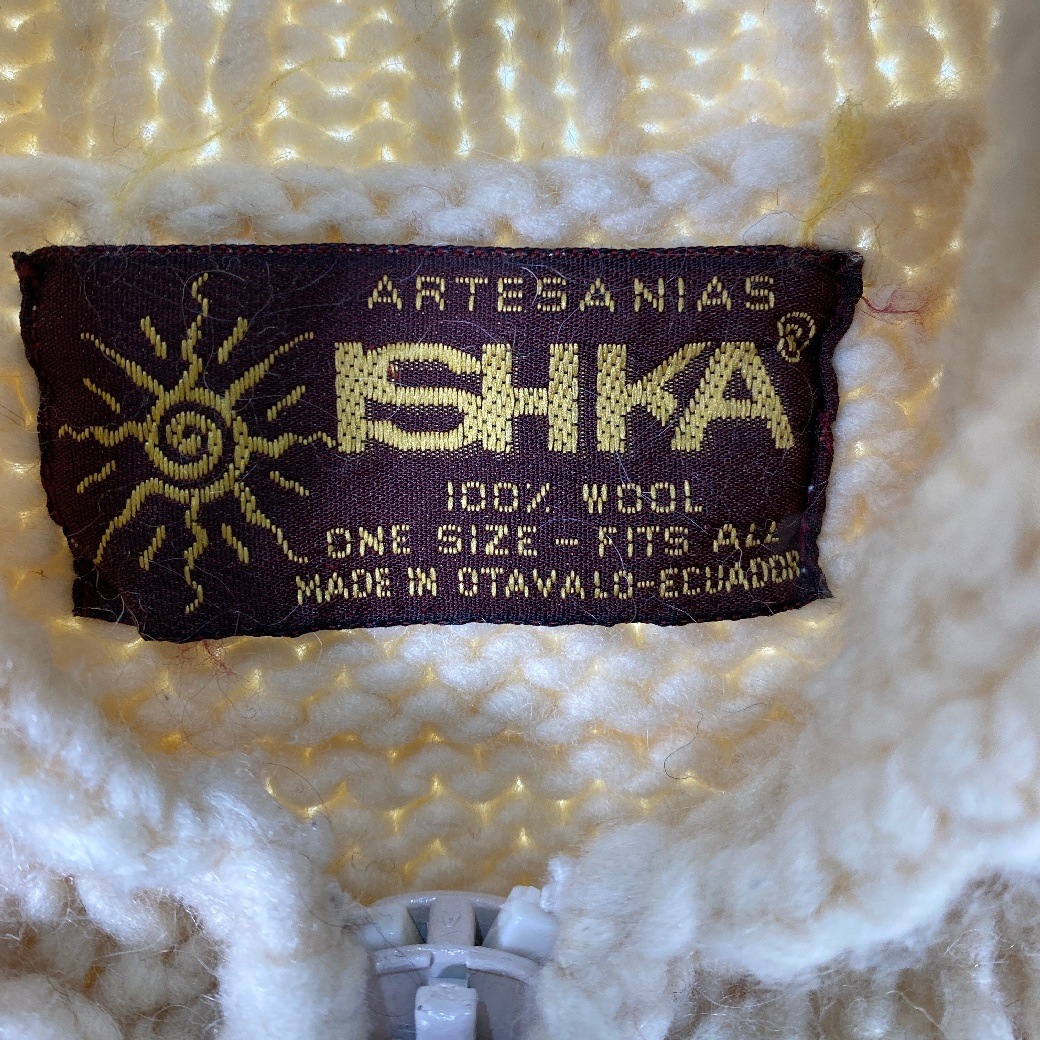 ARTESANIAS
ISHKA®
100% WOOL
ONE SIZE - FITS ALL
MADE IN OTAVALO-ECUADOR.